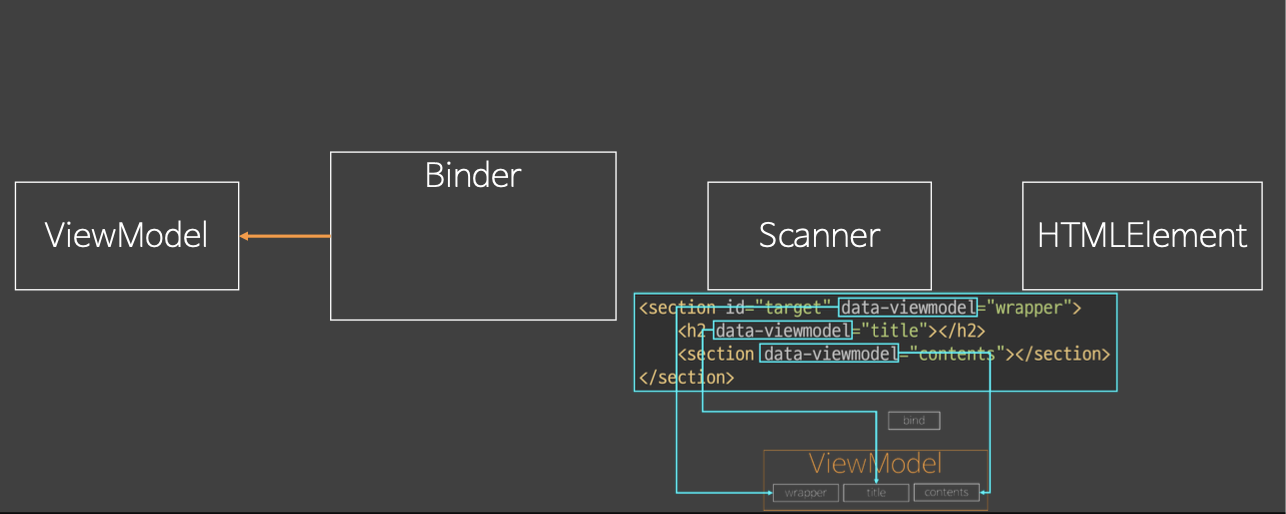 Binder
ViewModel
Scanner
HTMLElement
<section id="target" data-viewmodel="wrapper">
<h2 data-viewmodel="title"></h2>
<section data-viewmodel="contents"></section>
</section>
bind
ViewModel
wrapper
title
contents